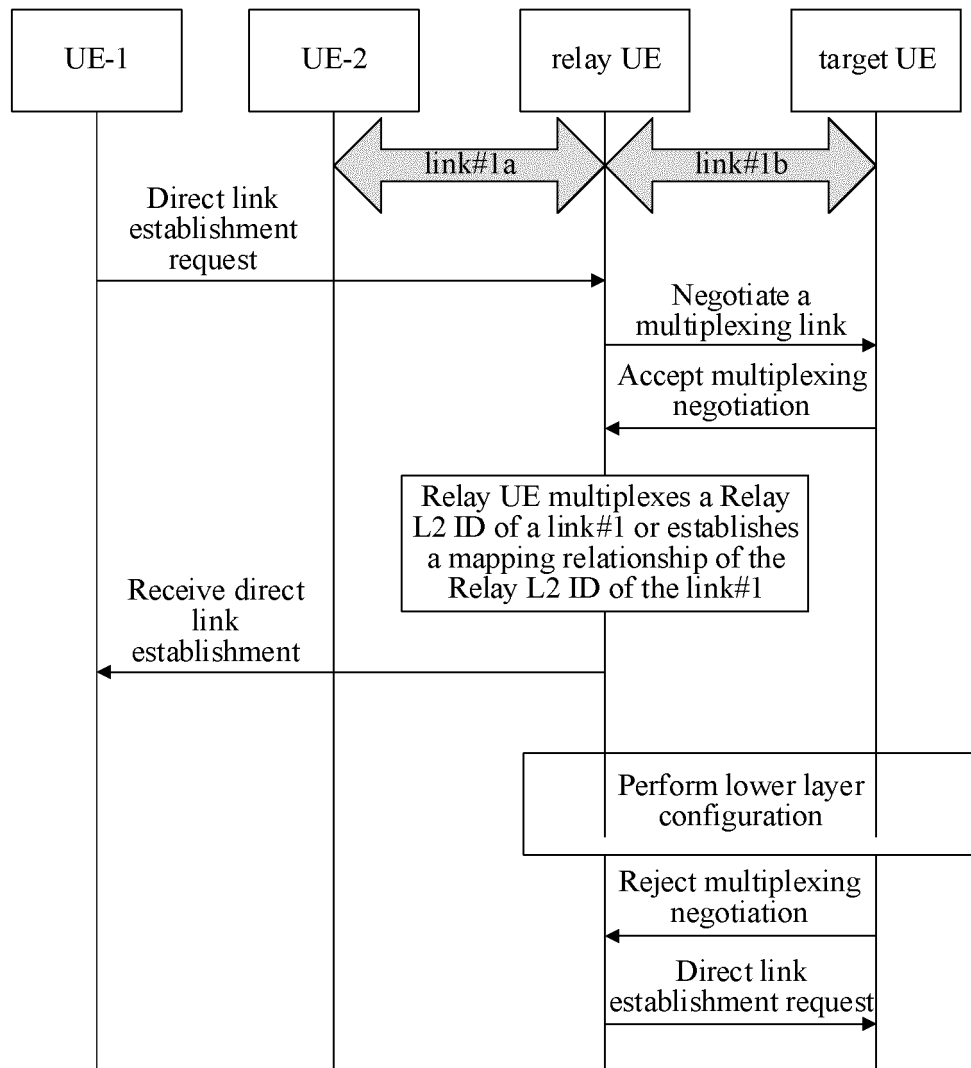 UE-1
UE-2
relay UE
target UE
link#1a
link#1b
Direct link
establishment
request
Negotiate a
multiplexing link
Accept multiplexing
negotiation
Relay UE multiplexes a Relay
L2 ID of a link#1 or establishes
a mapping relationship of the
Relay L2 ID of the link#1
Receive direct
link
establishment
Perform lower layer
configuration
Reject multiplexing
negotiation
Direct link
establishment request